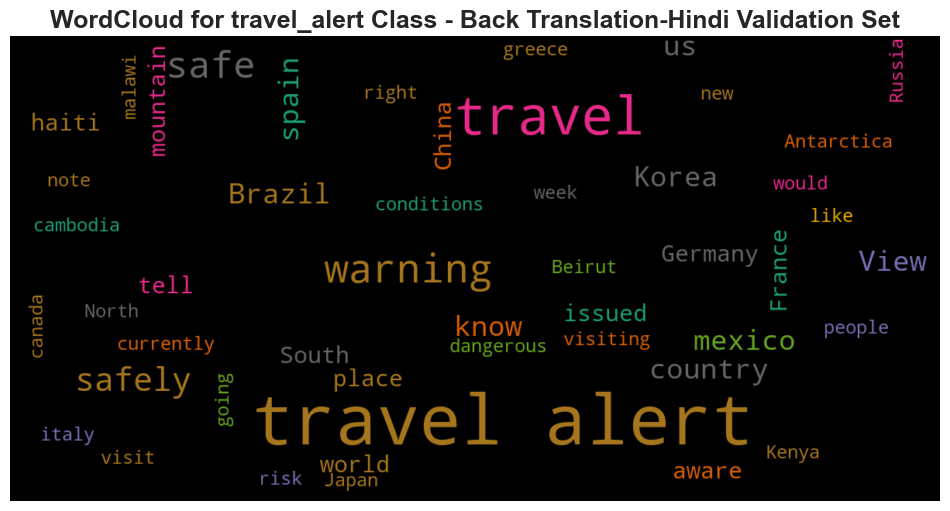 WordCloud for travel_alert Class - Back Translation-Hindi Validation Set
safe
us
greece
mountain
malawi
spain
Russia
right
new
travel
haiti
China
Antarctica
note
Brazil
Korea
would
week
conditions
like
cambodia
France
Germany
View
warning
Beirut
tell
North
canada
issued
know
people
currently
dangerous
visiting
mexico
South
country
safely
place
going
travel alert
italy
visit
Kenya
world
aware
risk
Japan